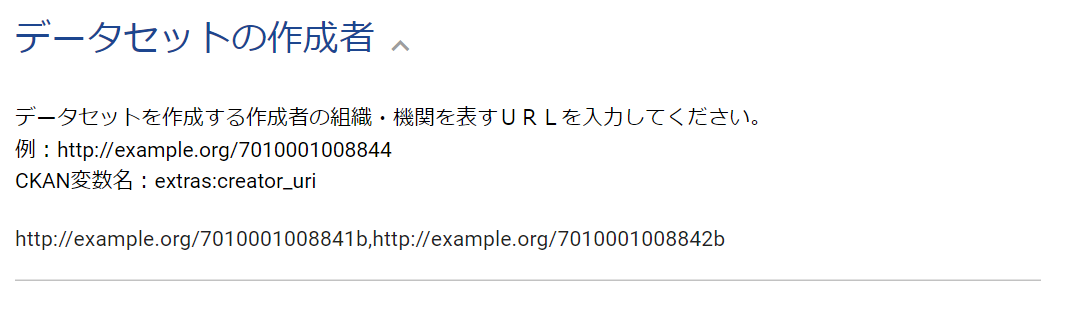 データセットの作成者
データセットを作成する作成者の組織・機関を表すＵＲＬを入力してください。
例：http://example.org/7010001008844
CKAN変数名：extras:creator_uri
http://example.org/7010001008841b,http://example.org/7010001008842b